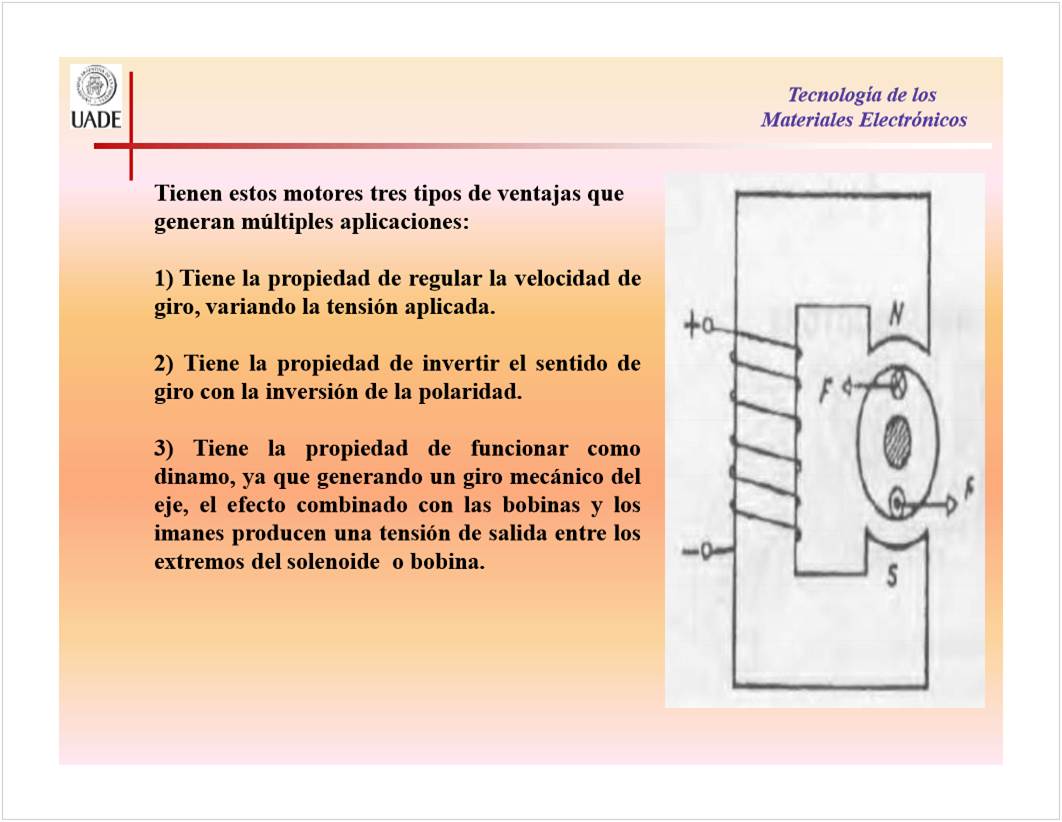 UADE
Tecnología de los
Materiales Electrónicos
Tienen estos motores tres tipos de ventajas que
generan múltiples aplicaciones:
1) Tiene la propiedad de regular la velocidad de
giro, variando la tensión aplicada.
2) Tiene la propiedad de invertir el sentido de
giro con la inversión de la polaridad.
3) Tiene la propiedad de funcionar como
dinamo, ya que generando un giro mecánico del
eje, el efecto combinado con las bobinas y los
imanes producen una tensión de salida entre los
extremos del solenoide o bobina.
+
N
F
F
−
S